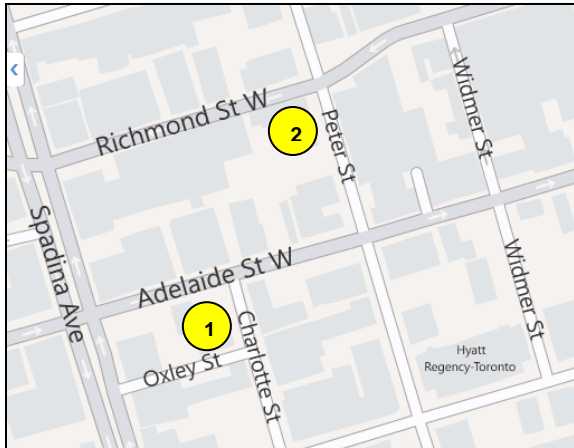 Richmond St W
2
Peter St
Widmer St
Spadina Ave
Adelaide St W
1
Oxley St
Charlotte St
Widmer St
Hyatt
Regency-Toronto